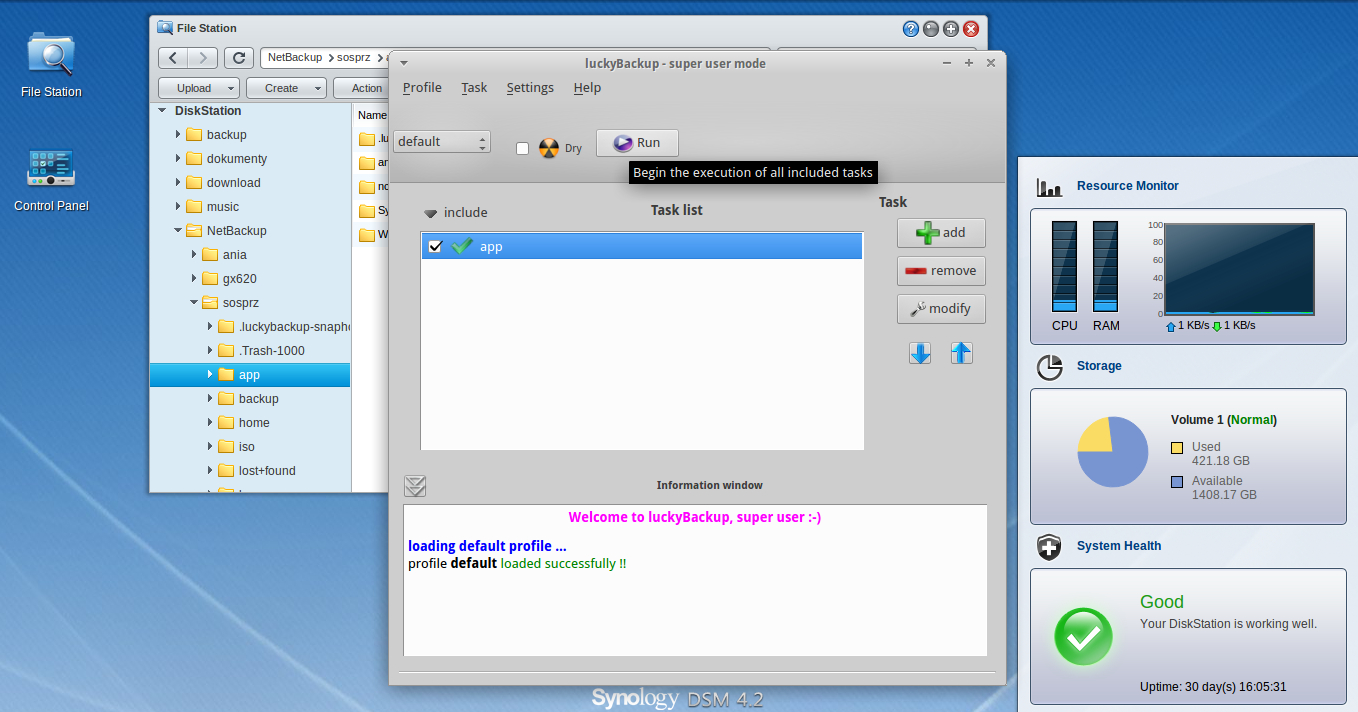 File Station
Control Panel
File Station
NetBackup
sosprz
Upload
Create
Action
DiskStation
backup
dokumenty
download
music
NetBackup
ania
gx620
sosprz
.luckybackup-snapho
.Trash-1000
app
backup
home
iso
lost+found
Name
.lu
no
Sy
W
luckyBackup - super user mode
Profile Task Settings Help
default
Dry
Run
Begin the execution of all included tasks
include
Task list
Task
app
add
remove
modify
Information window
Welcome to luckyBackup, super user :-)
loading default profile ...
profile default loaded successfully !!
Synology DSM 4.2
Resource Monitor
100
80
60
40
20
0
CPU RAM
1 KB/s 1 KB/s
Storage
Volume 1 (Normal)
Used
421.18 GB
Available
1408.17 GB
System Health
Good
Your DiskStation is working well.
Uptime: 30 day(s) 16:05:31